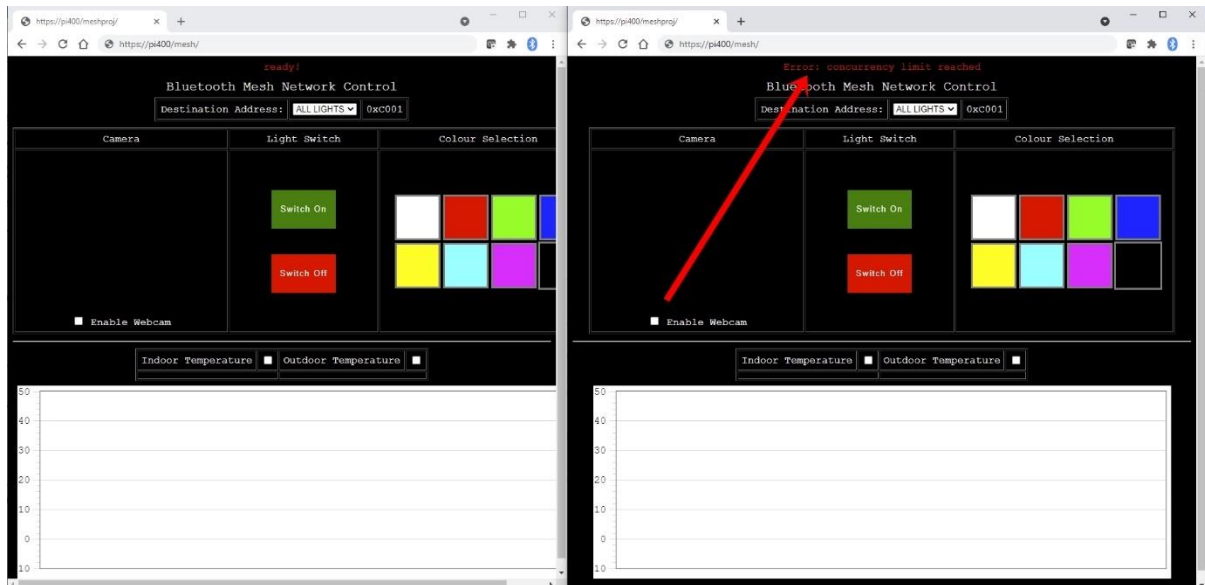 https://pi400/meshproj/
https://pi400/mesh/
ready!
Bluetooth Mesh Network Control
Destination Address: ALL LIGHTS 0xC001
Camera Light Switch Colour Selection
Switch On
Switch Off
Enable Webcam
Indoor Temperature Outdoor Temperature
50
40
30
20
10
0
10
https://pi400/meshproj/
https://pi400/mesh/
Error: concurrency limit reached
Bluetooth Mesh Network Control
Destination Address: ALL LIGHTS 0xC001
Camera Light Switch Colour Selection
Switch On
Switch Off
Enable Webcam
Indoor Temperature Outdoor Temperature
50
40
30
20
10
0
10